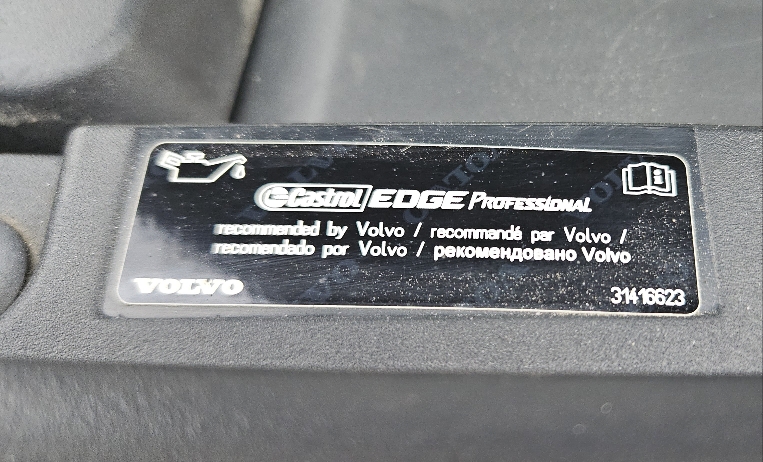 Castrol EDGE PROFESSIONAL
recommended by Volvo / recommandé par Volvo /
recomendado por Volvo / рекомендовано Volvo
VOLVO 31416623